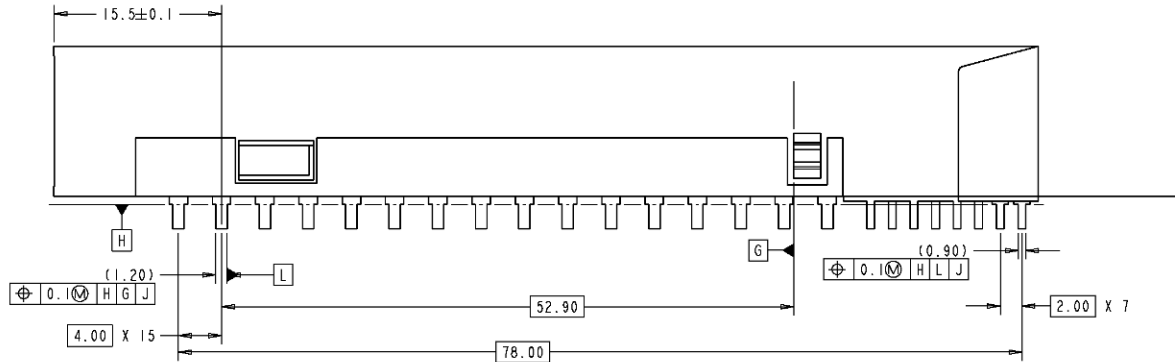 15.5±0.1
H
G
(1.20)
L
(0.90)
⌖ 0.1Ⓜ H G J
⌖ 0.1Ⓜ H L J
52.90
2.00 X 7
4.00 X 15
78.00